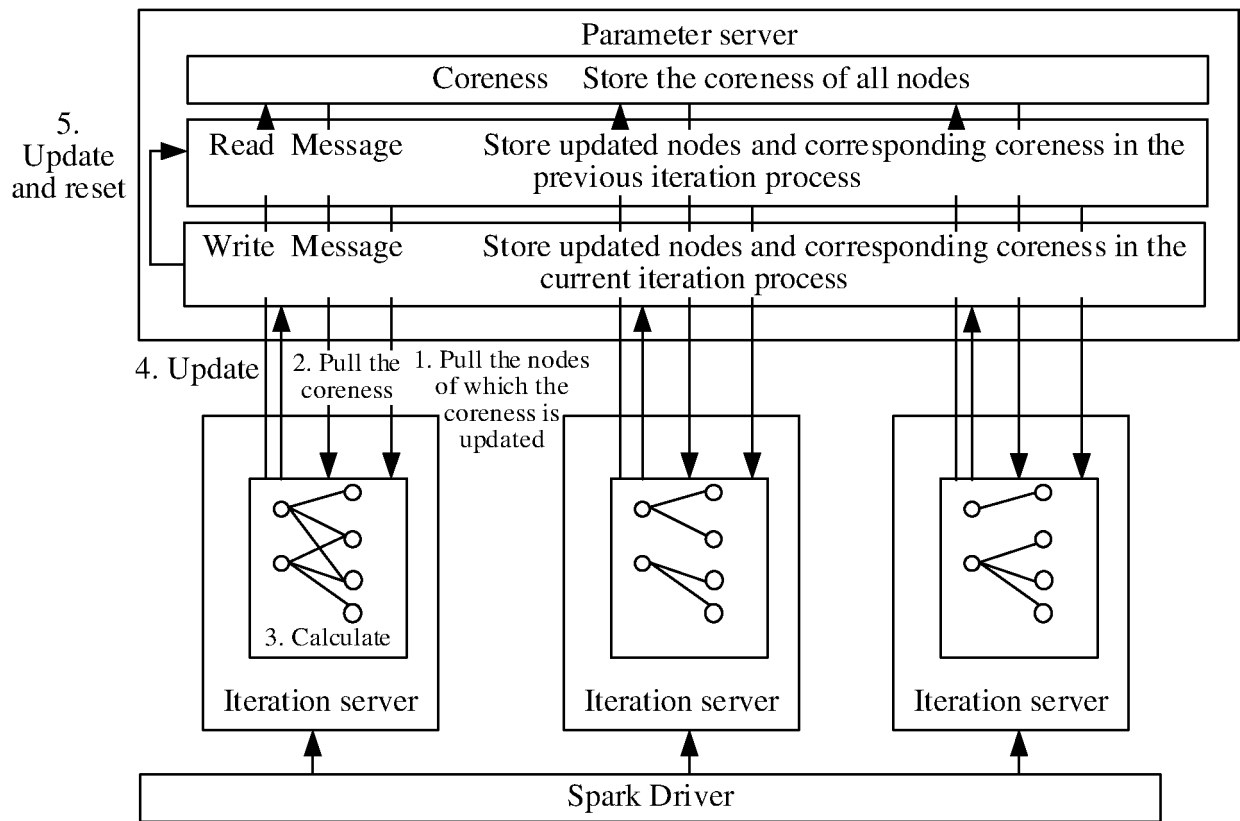 Parameter server
Coreness Store the coreness of all nodes
5.
Update
and reset
Read Message Store updated nodes and corresponding coreness in the
previous iteration process
Write Message Store updated nodes and corresponding coreness in the
current iteration process
4. Update
2. Pull the
coreness
1. Pull the nodes
of which the
coreness is
updated
3. Calculate
Iteration server
Iteration server
Iteration server
Spark Driver